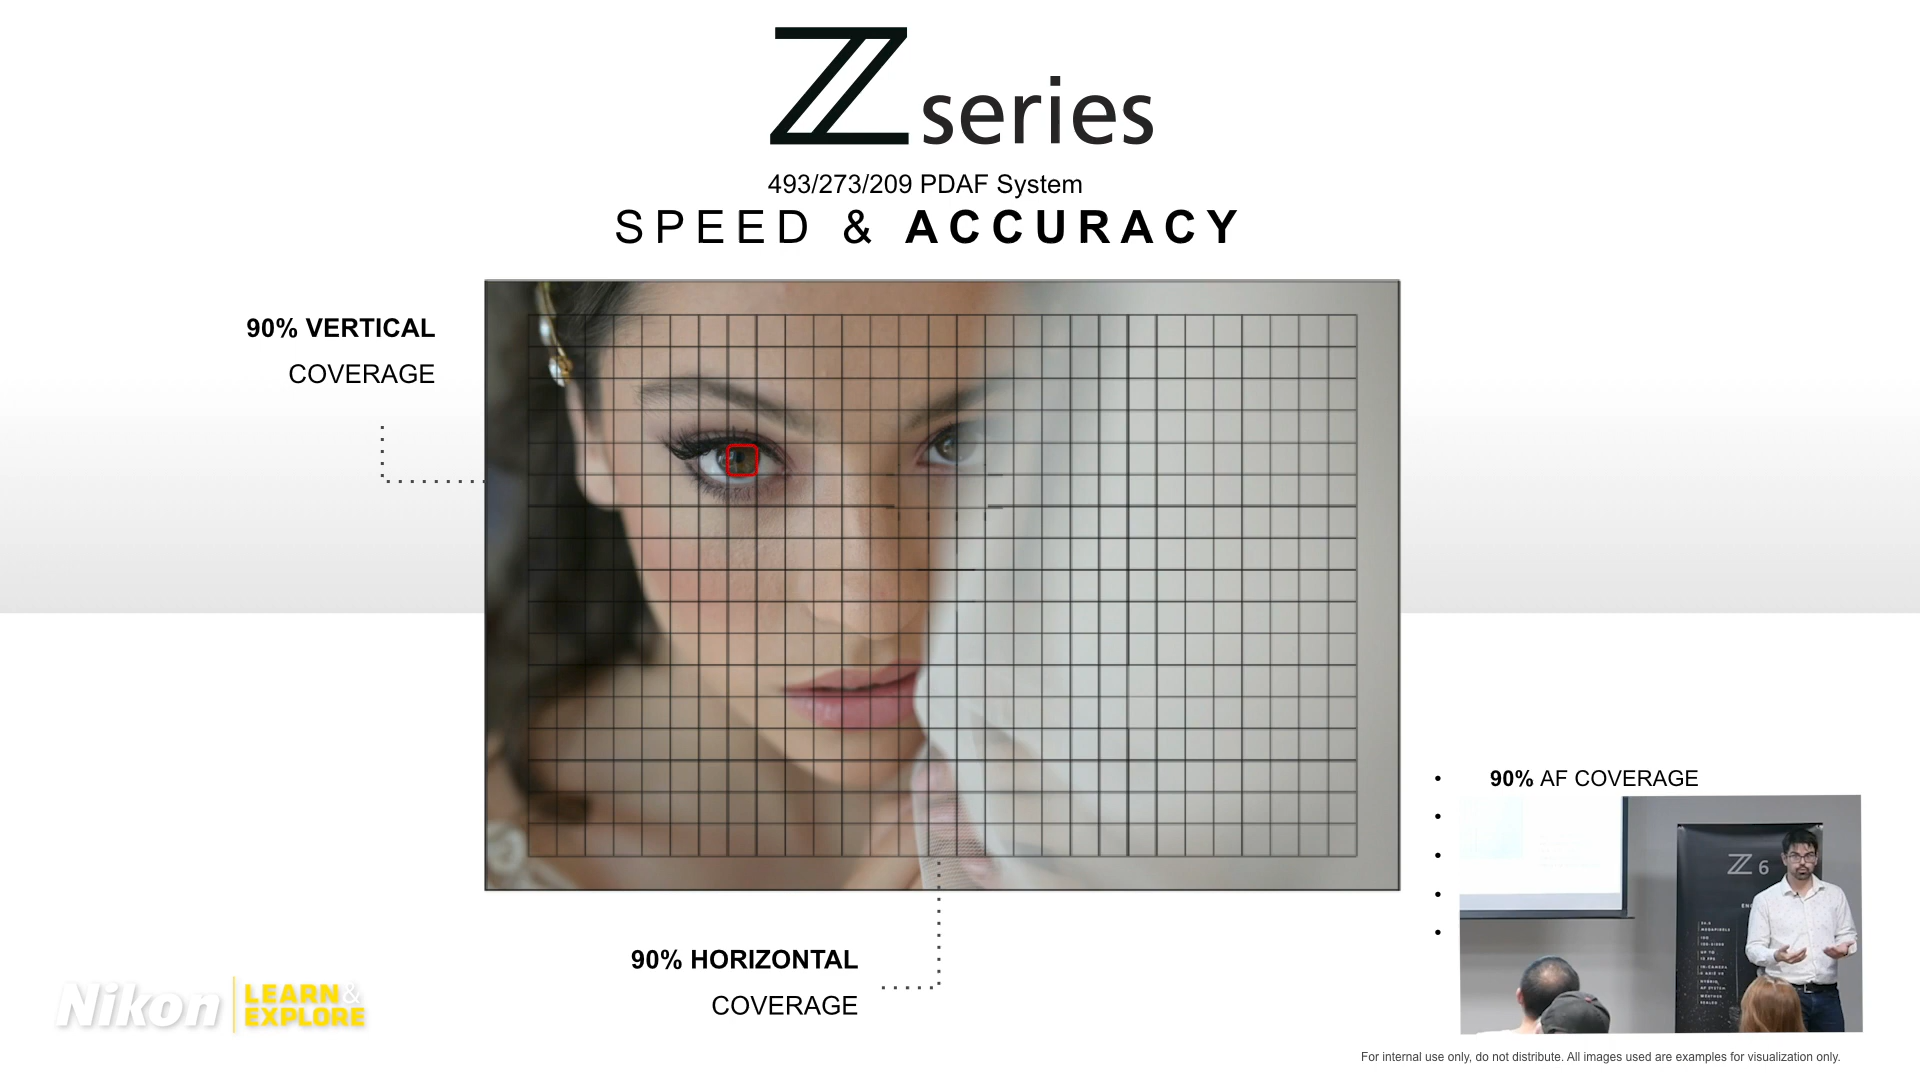 Z series
493/273/209 PDAF System
SPEED & ACCURACY
90% VERTICAL
COVERAGE
• 90% AF COVERAGE
•
•
•
•
Z 6
90% HORIZONTAL
COVERAGE
Nikon
LEARN &
EXPLORE
For internal use only, do not distribute. All images used are examples for visualization only.